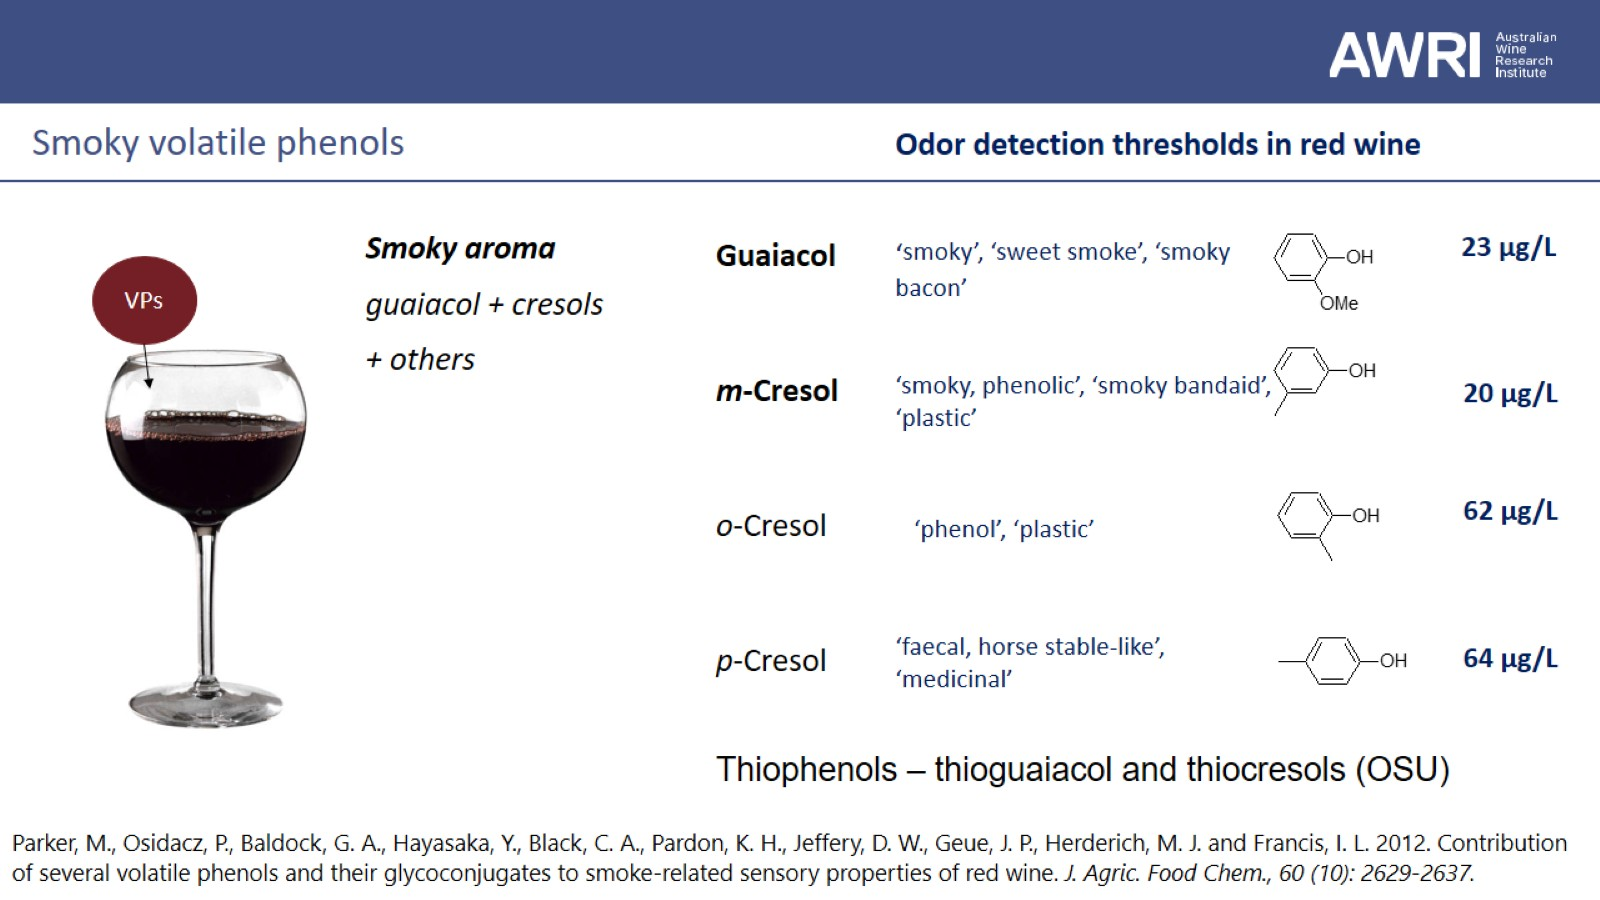 AWRI
Australian
Wine
Research
Institute
Smoky volatile phenols
Odor detection thresholds in red wine
VPs
Smoky aroma
guaiacol + cresols
+ others
Guaiacol
‘smoky’, ‘sweet smoke’, ‘smoky
bacon’
OH
OMe
23 µg/L
m-Cresol
‘smoky, phenolic’, ‘smoky bandaid’,
‘plastic’
OH
20 µg/L
o-Cresol
‘phenol’, ‘plastic’
OH
62 µg/L
p-Cresol
‘faecal, horse stable-like’,
‘medicinal’
OH
64 µg/L
Thiophenols – thioguaiacol and thiocresols (OSU)
Parker, M., Osidacz, P., Baldock, G. A., Hayasaka, Y., Black, C. A., Pardon, K. H., Jeffery, D. W., Geue, J. P., Herderich, M. J. and Francis, I. L. 2012. Contribution
of several volatile phenols and their glycoconjugates to smoke-related sensory properties of red wine. J. Agric. Food Chem., 60 (10): 2629-2637.